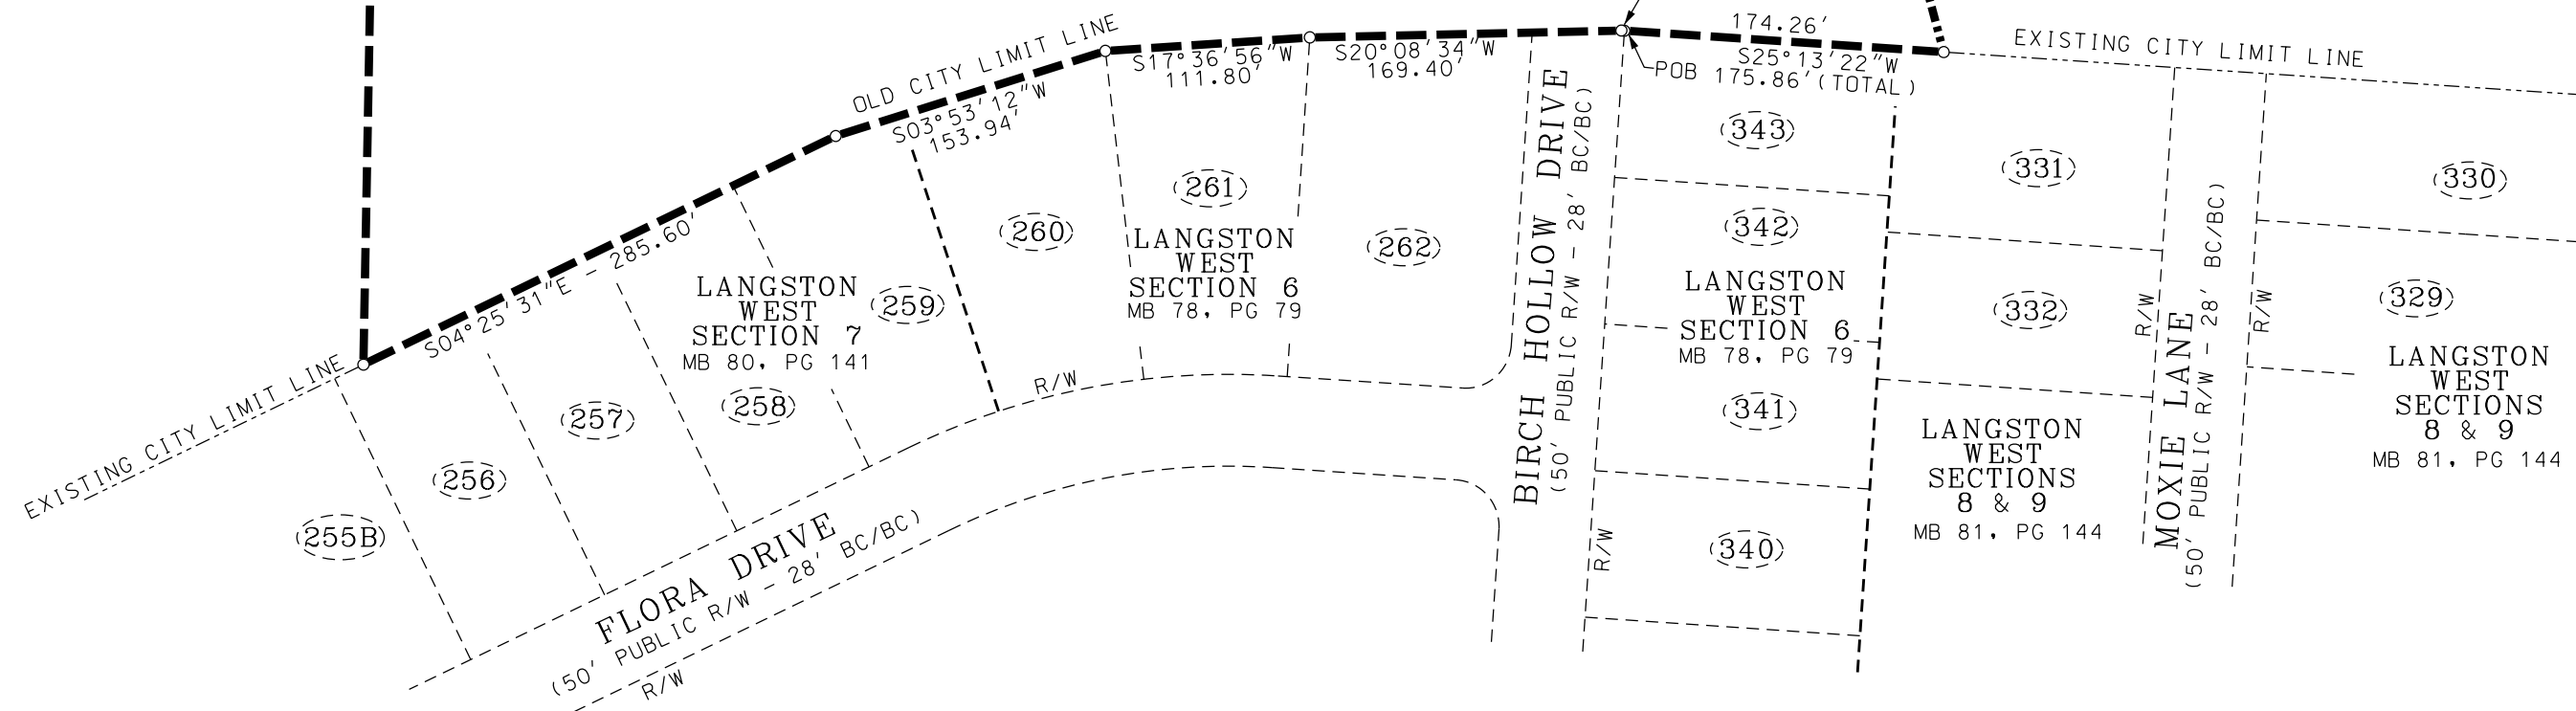 174.26'
OLD CITY LIMIT LINE
EXISTING CITY LIMIT LINE
S17°36'56"W
111.80'
S20°08'34"W
169.40'
S25°13'22"W
POB 175.86'(TOTAL)
S03°53'12"W
153.94'
S04°25'31"E - 285.60'
EXISTING CITY LIMIT LINE
255B
256
257
258
259
260
261
262
343
342
341
340
331
332
330
329
LANGSTON
WEST
SECTION 7
MB 80, PG 141
LANGSTON
WEST
SECTION 6
MB 78, PG 79
LANGSTON
WEST
SECTION 6
MB 78, PG 79
LANGSTON
WEST
SECTIONS
8 & 9
MB 81, PG 144
LANGSTON
WEST
SECTIONS
8 & 9
MB 81, PG 144
R/W
FLORA DRIVE
(50' PUBLIC R/W - 28' BC/BC)
R/W
BIRCH HOLLOW DRIVE
(50' PUBLIC R/W - 28' BC/BC)
R/W
R/W
MOXIE LANE
(50' PUBLIC R/W - 28' BC/BC)
R/W